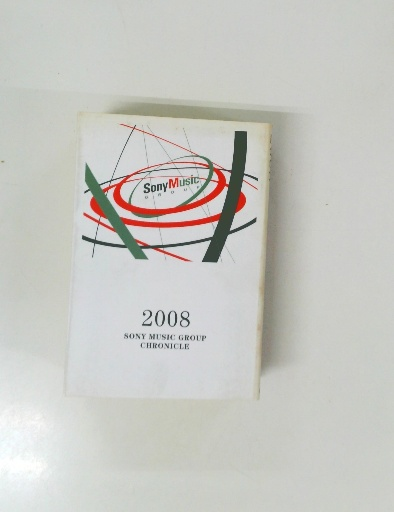 SonyMusic
GROUP
2008
SONY MUSIC GROUP
CHRONICLE